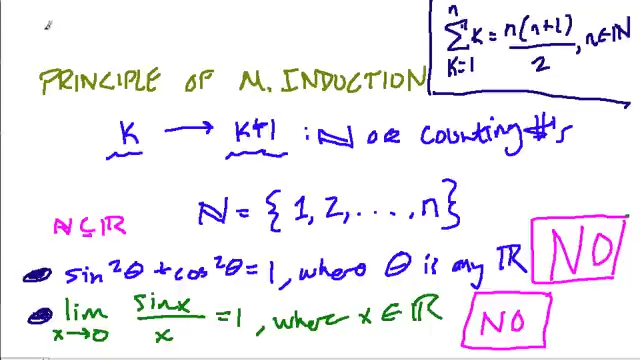 n
∑ K = n(n+1)/2, n∈ℕ
K=1
PRINCIPLE OF M. INDUCTION
K → K+1 : ℕ or counting #'s
ℕ = {1, 2, ..., n}
ℕ ⊆ ℝ
• sin²θ + cos²θ = 1, where θ is any ℝ NO
• lim sinx/x = 1, where x ∈ ℝ NO
x→0